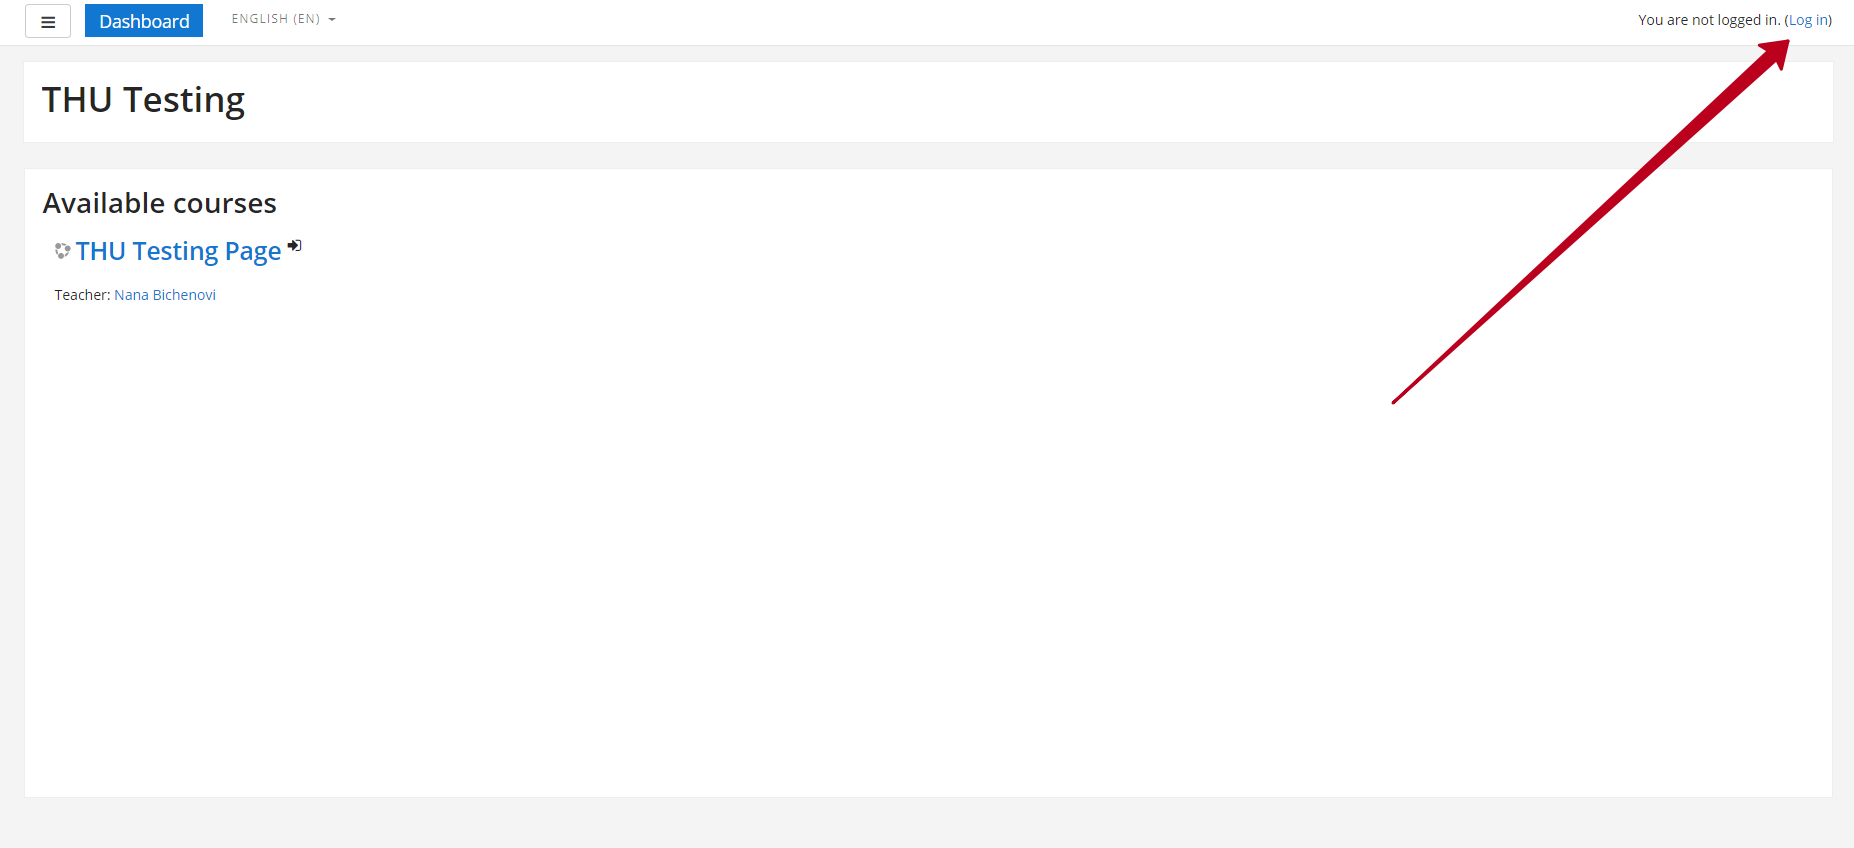 Dashboard
ENGLISH (EN)
You are not logged in. (Log in)
THU Testing
Available courses
THU Testing Page
Teacher: Nana Bichenovi